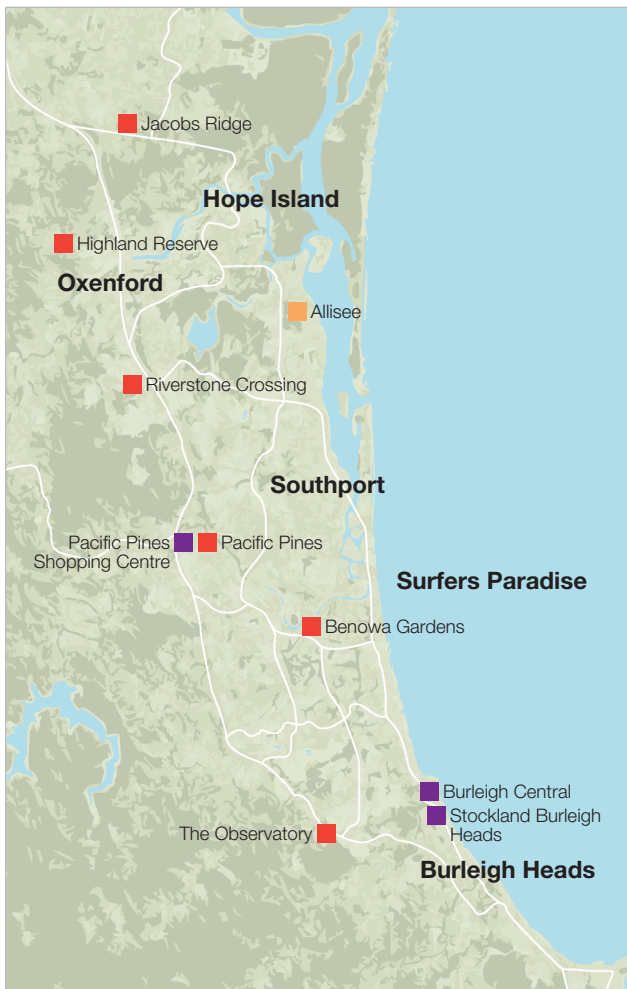 Jacobs Ridge
Hope Island
Highland Reserve
Oxenford
Allisee
Riverstone Crossing
Southport
Pacific Pines
Shopping Centre
Pacific Pines
Surfers Paradise
Benowa Gardens
Burleigh Central
Stockland Burleigh
Heads
The Observatory
Burleigh Heads